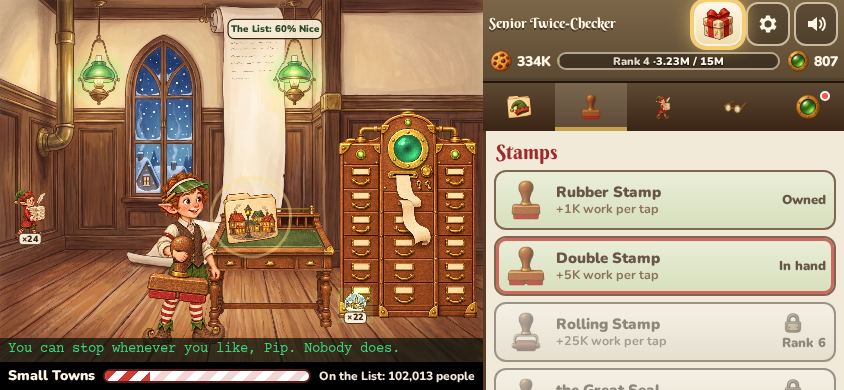 The List: 60% Nice
×24
×22
You can stop whenever you like, Pip. Nobody does.
Small Towns
On the List: 102,013 people
Senior Twice-Checker
334K
Rank 4 · 3.23M / 15M
807
Stamps
Rubber Stamp
+1K work per tap
Owned
Double Stamp
+5K work per tap
In hand
Rolling Stamp
+25K work per tap
Rank 6
the Great Seal